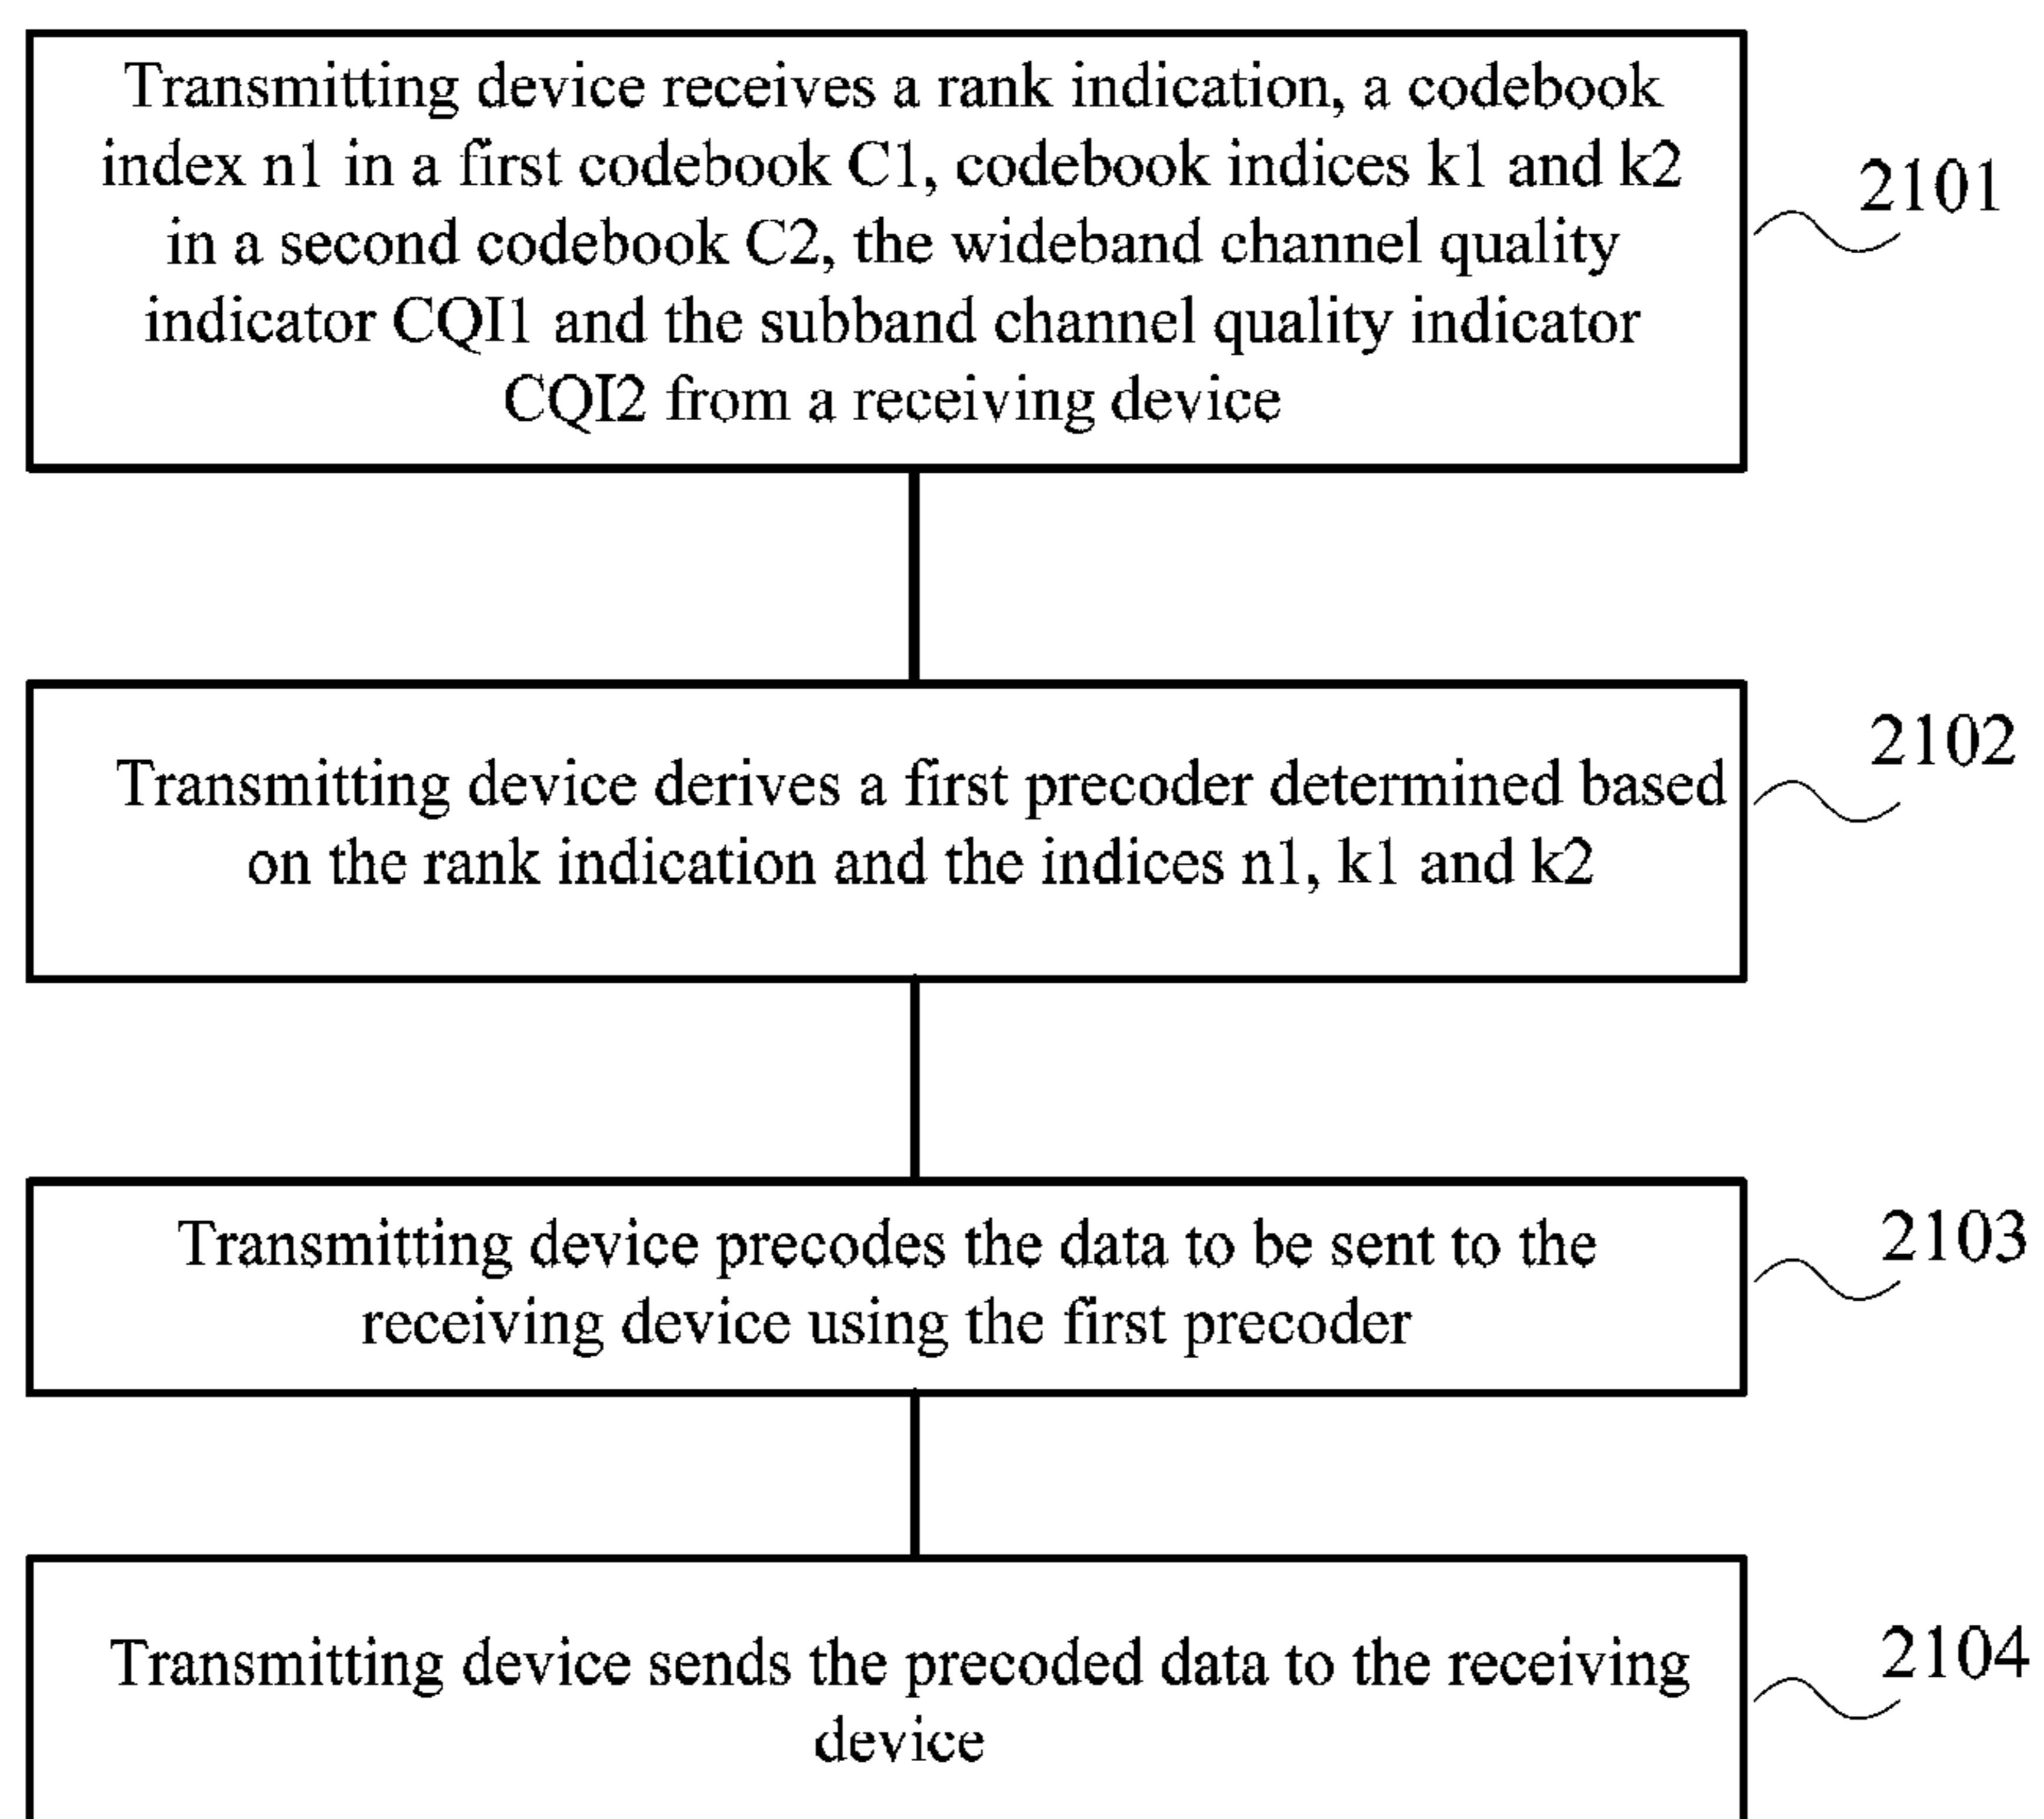 Transmitting device receives a rank indication, a codebook
index n1 in a first codebook C1, codebook indices k1 and k2
in a second codebook C2, the wideband channel quality
indicator CQI1 and the subband channel quality indicator
CQI2 from a receiving device
2101
Transmitting device derives a first precoder determined based
on the rank indication and the indices n1, k1 and k2
2102
Transmitting device precodes the data to be sent to the
receiving device using the first precoder
2103
Transmitting device sends the precoded data to the receiving
device
2104